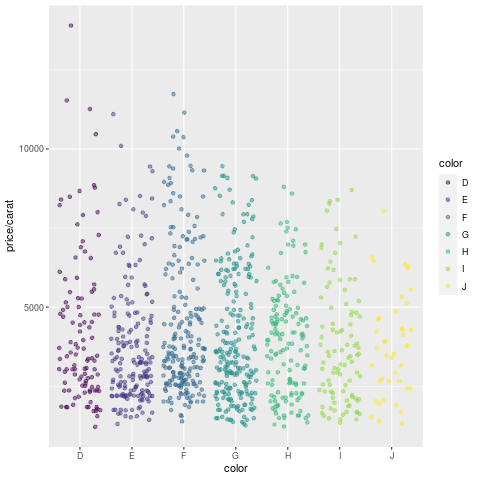 price/carat
10000
5000
D E F G H I J
color
color
D
E
F
G
H
I
J